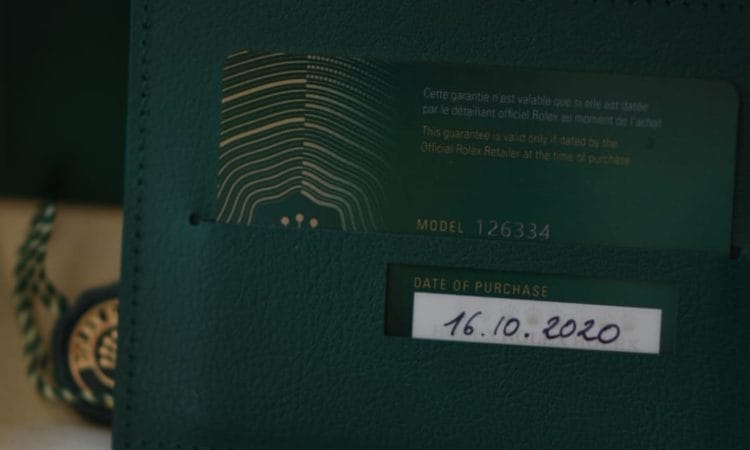 Cette garantie n'est valable que si elle est datée
par le détaillant officiel Rolex au moment de l'achat
This guarantee is valid only if dated by the
Official Rolex Retailer at the time of purchase
MODEL 126334
DATE OF PURCHASE
16.10.2020